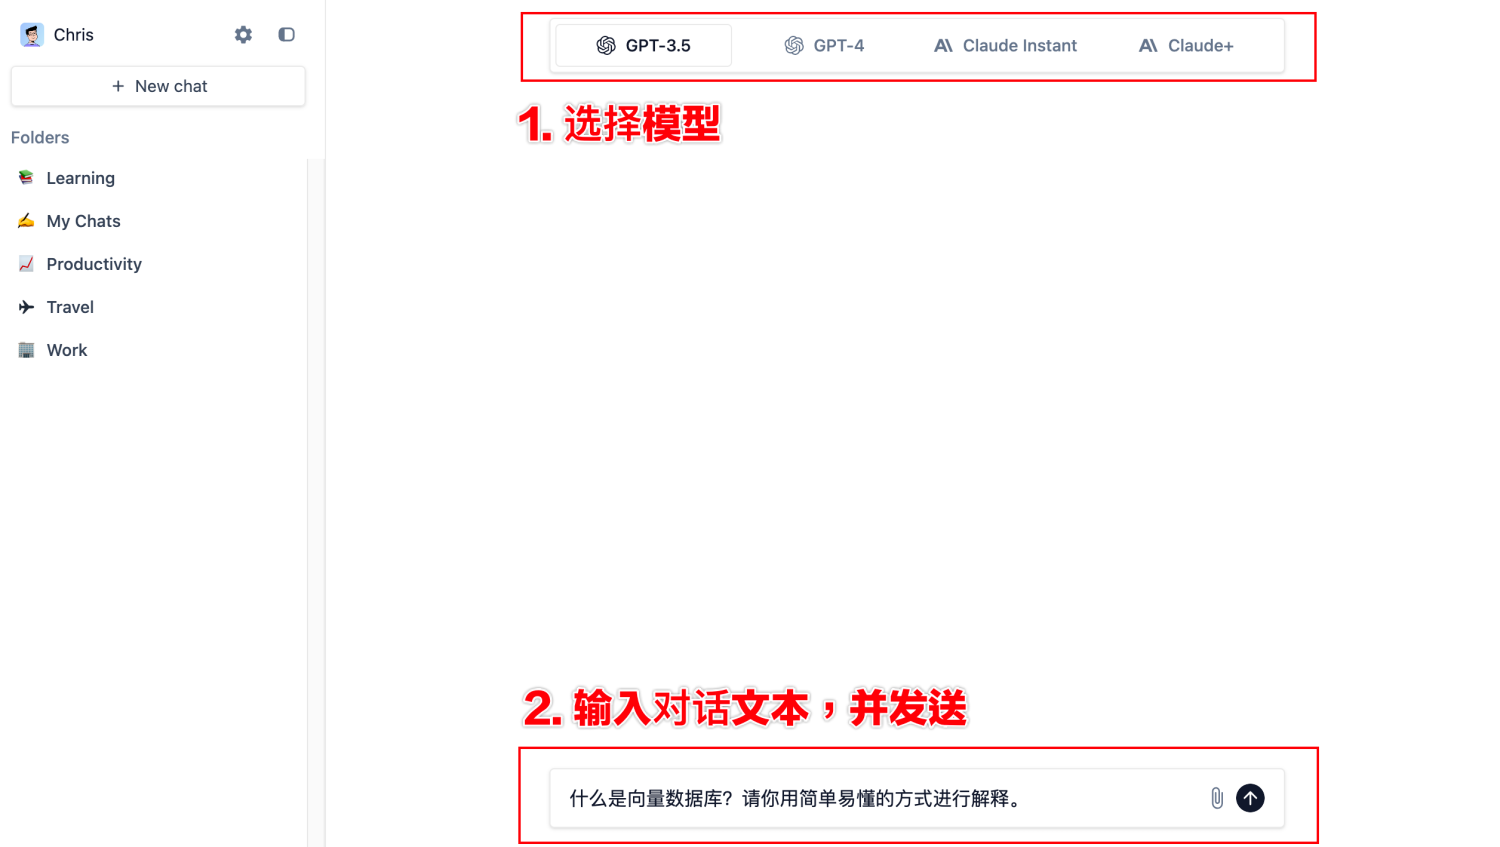 Chris
+ New chat
Folders
Learning
My Chats
Productivity
Travel
Work
GPT-3.5 GPT-4 Claude Instant Claude+
1. 选择模型
2. 输入对话文本，并发送
什么是向量数据库？请你用简单易懂的方式进行解释。